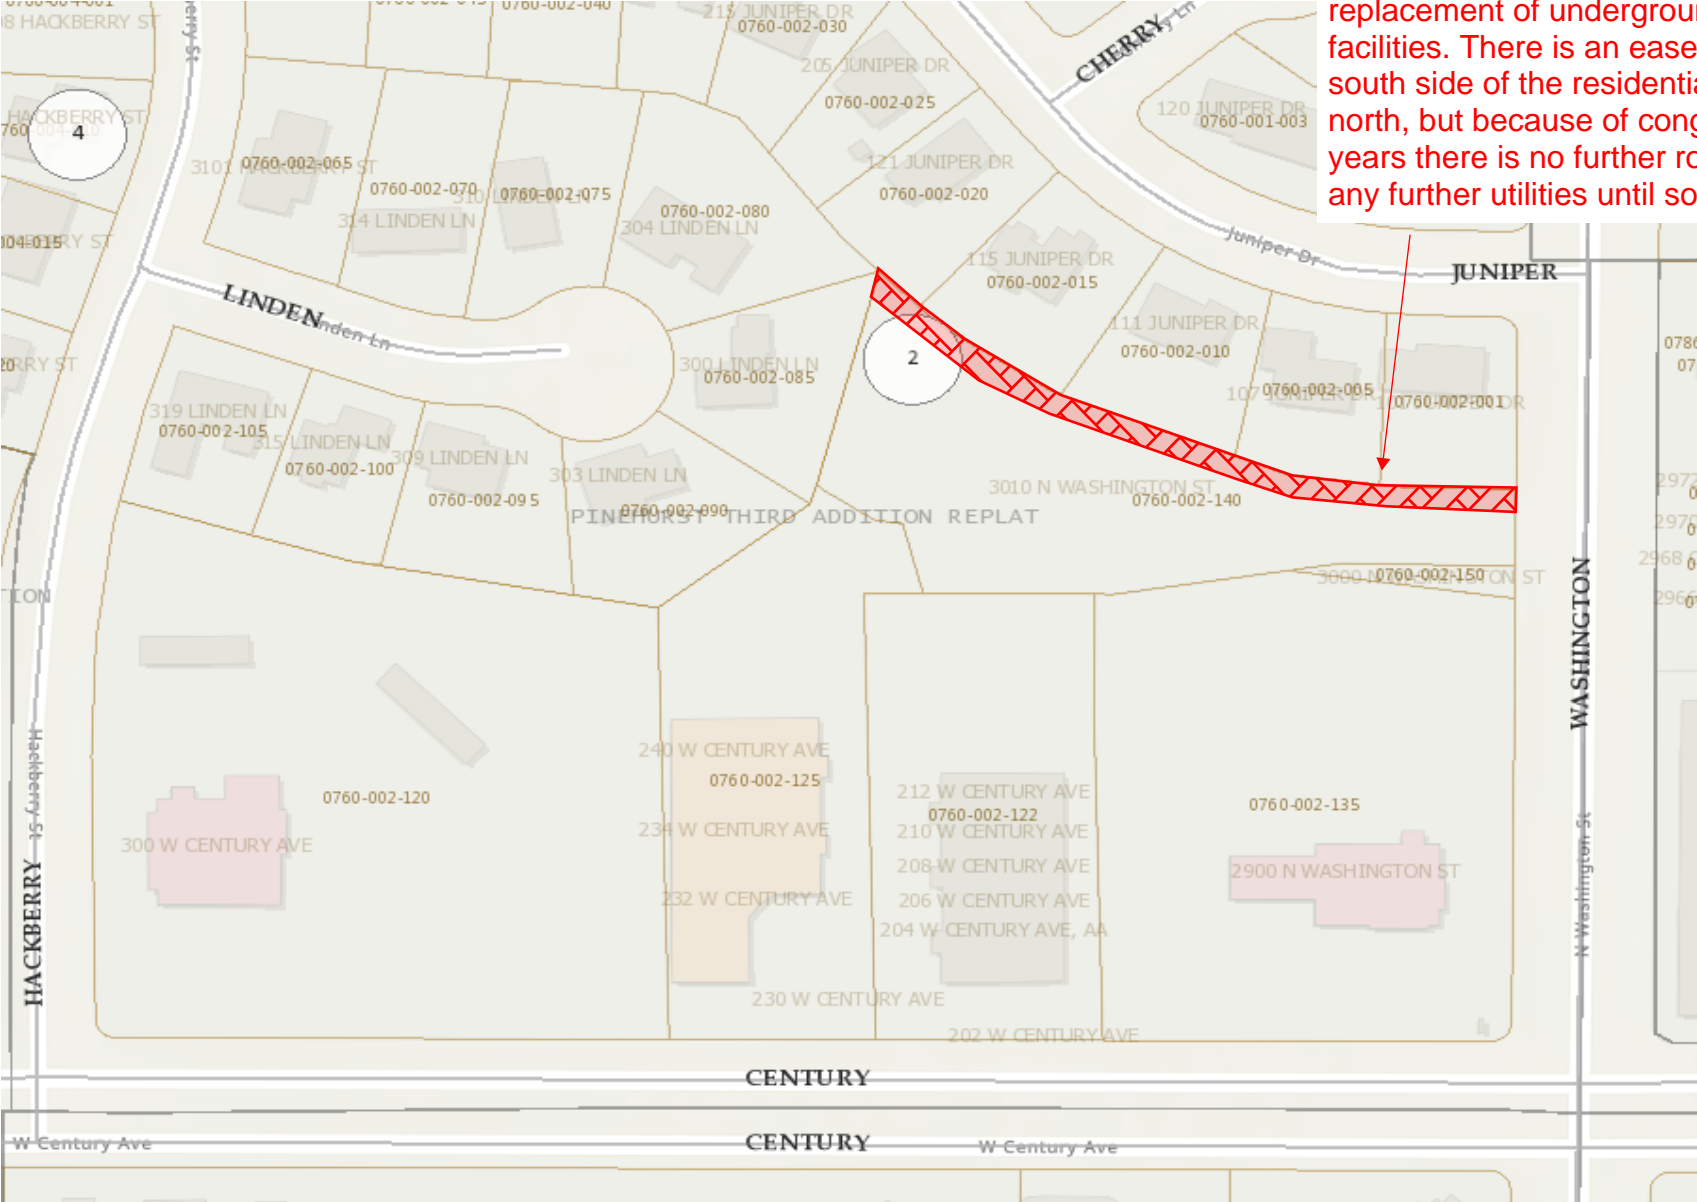 0760-002-040
215 JUNIPER DR
0760-002-030
8 HACKBERRY ST
CHERRY
replacement of undergrou
facilities. There is an ease
south side of the residentia
north, but because of cong
years there is no further ro
any further utilities until so
205 JUNIPER DR
0760-002-025
120 JUNIPER DR
0760-001-003
HACKBERRY ST
4
3101 HACKBERRY ST
0760-002-065
0760-002-070
314 LINDEN LN
310 LINDEN LN
0760-002-075
0760-002-080
304 LINDEN LN
121 JUNIPER DR
0760-002-020
115 JUNIPER DR
0760-002-015
Juniper Dr
JUNIPER
LINDEN
Linden Ln
111 JUNIPER DR
0760-002-010
2
300 LINDEN LN
0760-002-085
0760-002-005
0760-002-001
319 LINDEN LN
0760-002-105
315 LINDEN LN
0760-002-100
309 LINDEN LN
0760-002-095
303 LINDEN LN
0760-002-090
3010 N WASHINGTON ST
0760-002-140
PINEHURST THIRD ADDITION REPLAT
3000 N WASHINGTON ST
0760-002-150
WASHINGTON
240 W CENTURY AVE
0760-002-125
234 W CENTURY AVE
232 W CENTURY AVE
230 W CENTURY AVE
212 W CENTURY AVE
0760-002-122
210 W CENTURY AVE
208 W CENTURY AVE
206 W CENTURY AVE
204 W CENTURY AVE, AA
202 W CENTURY AVE
0760-002-120
300 W CENTURY AVE
0760-002-135
2900 N WASHINGTON ST
Hackberry St
HACKBERRY
N Washington St
CENTURY
W Century Ave
CENTURY
W Century Ave